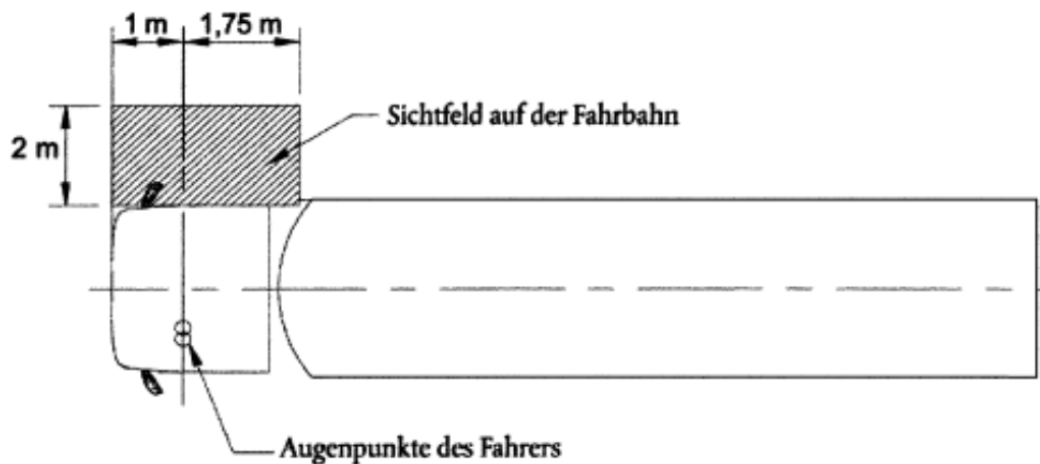 1 m
1,75 m
Sichtfeld auf der Fahrbahn
2 m
Augenpunkte des Fahrers